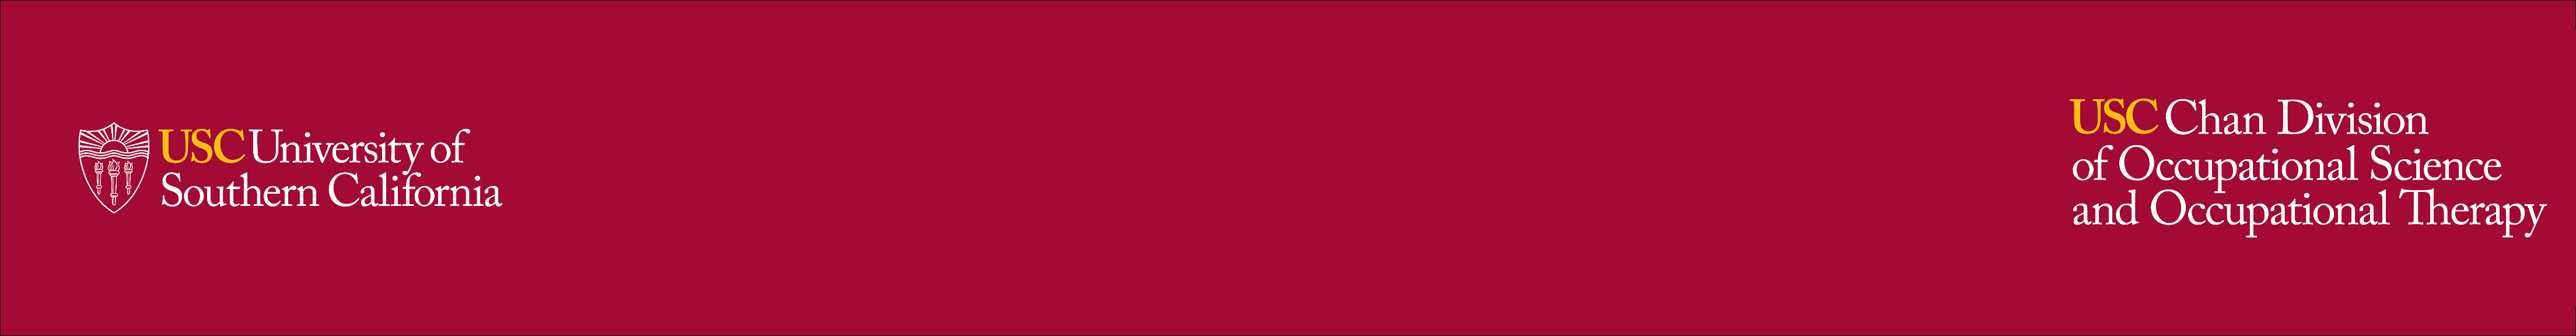 USC University of
Southern California
USC Chan Division
of Occupational Science
and Occupational Therapy